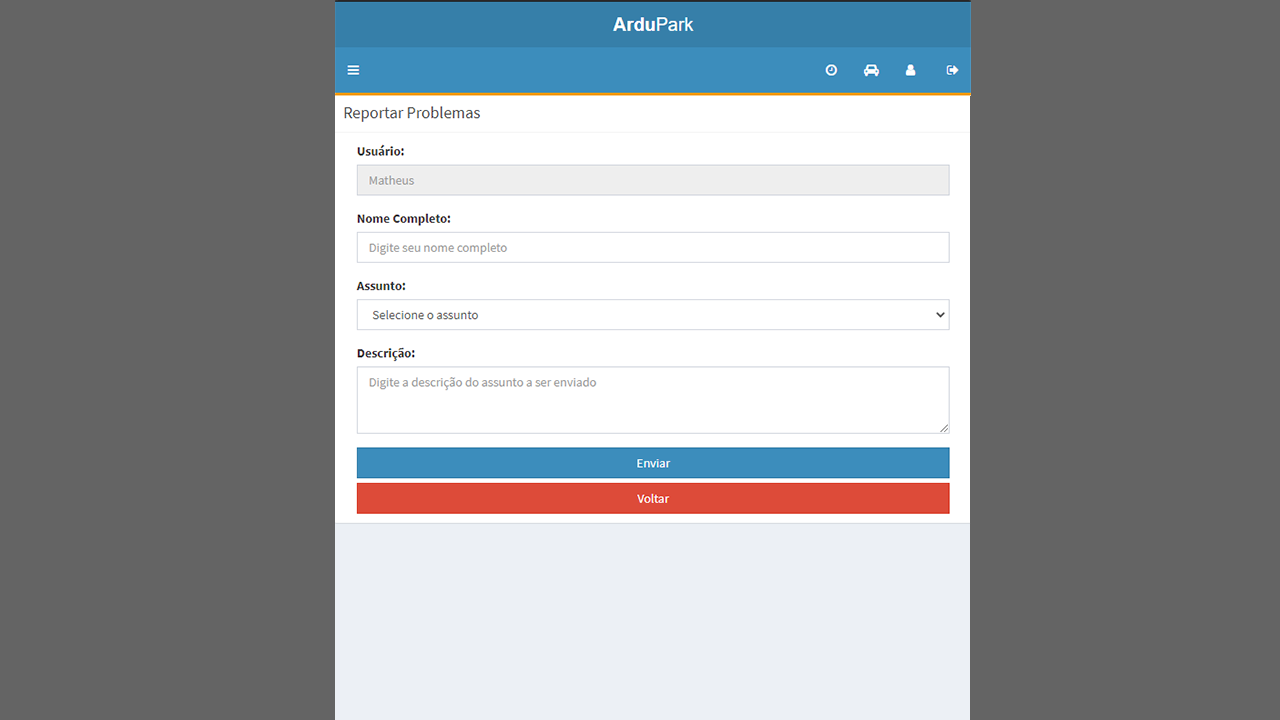 ArduPark
Reportar Problemas
Usuário:
Matheus
Nome Completo:
Digite seu nome completo
Assunto:
Selecione o assunto
Descrição:
Digite a descrição do assunto a ser enviado
Enviar
Voltar